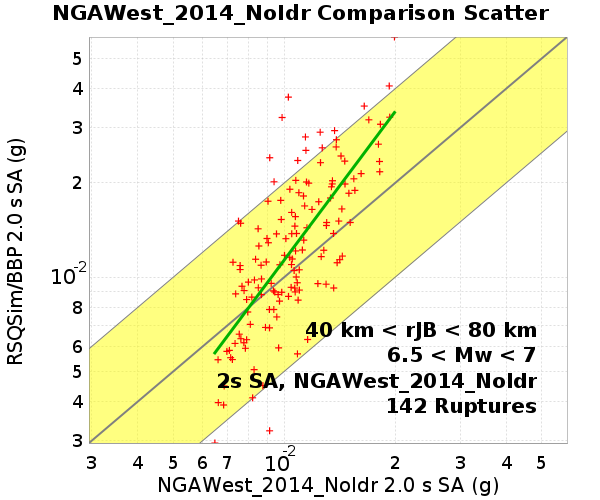 NGAWest_2014_NoIdr Comparison Scatter
RSQSim/BBP 2.0 s SA (g)
5
4
3
2
10-2
8
6
5
4
3
40 km < rJB < 80 km
6.5 < Mw < 7
2s SA, NGAWest_2014_NoIdr
142 Ruptures
3 4 5 6 7 10-2 2 3 4 5
NGAWest_2014_NoIdr 2.0 s SA (g)